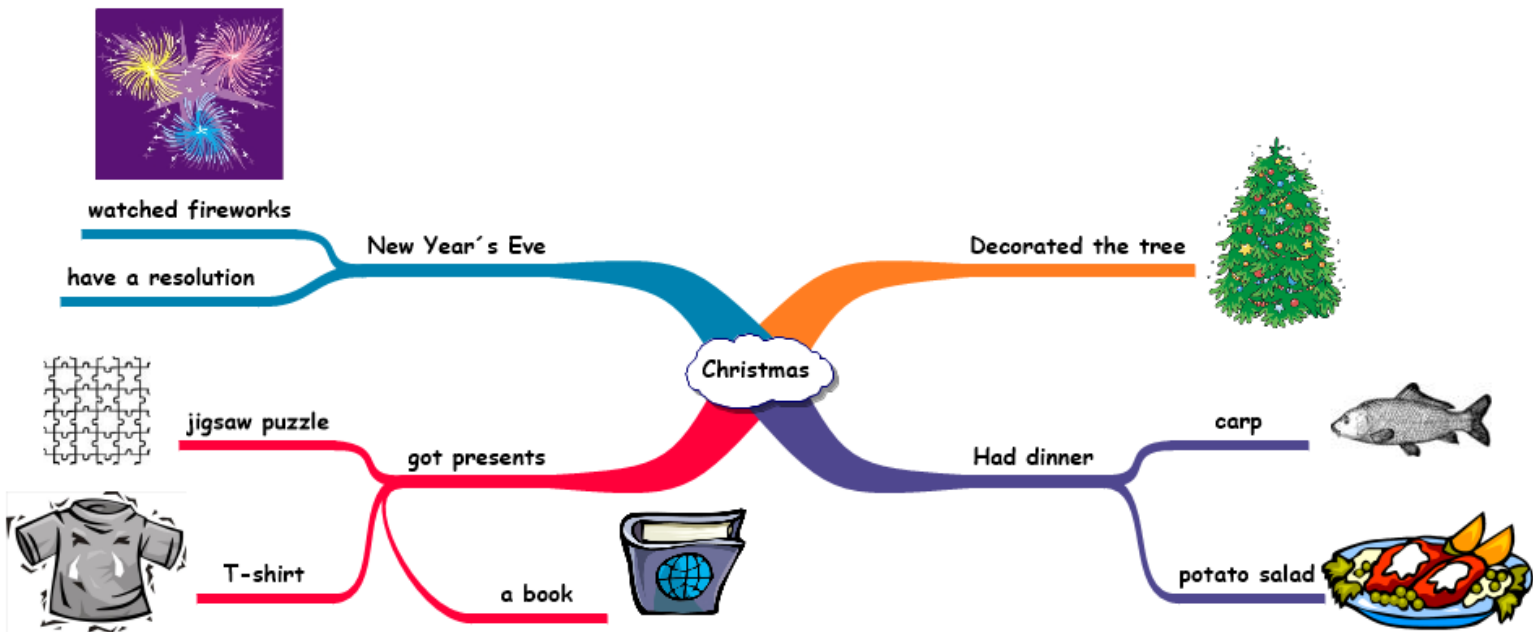 watched fireworks
New Year´s Eve
have a resolution
Decorated the tree
Christmas
jigsaw puzzle
got presents
T-shirt
a book
Had dinner
carp
potato salad